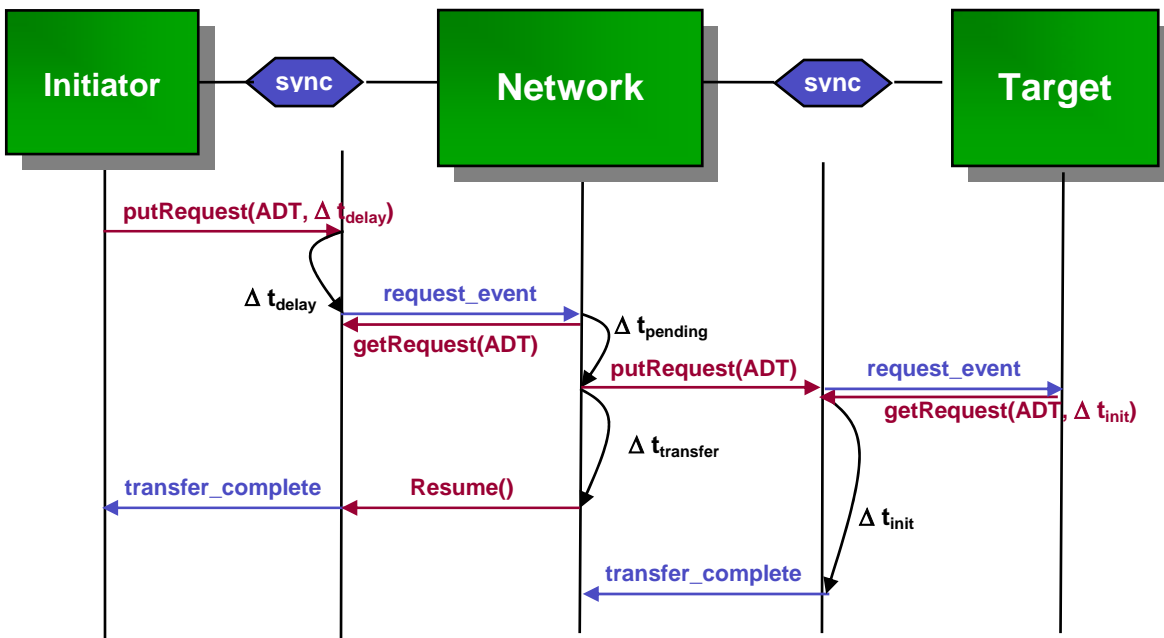 Initiator
sync
Network
sync
Target
putRequest(ADT, Δ tdelay)
Δ tdelay
request_event
getRequest(ADT)
Δ tpending
putRequest(ADT)
request_event
getRequest(ADT, Δ tinit)
Δ ttransfer
transfer_complete
Resume()
Δ tinit
transfer_complete